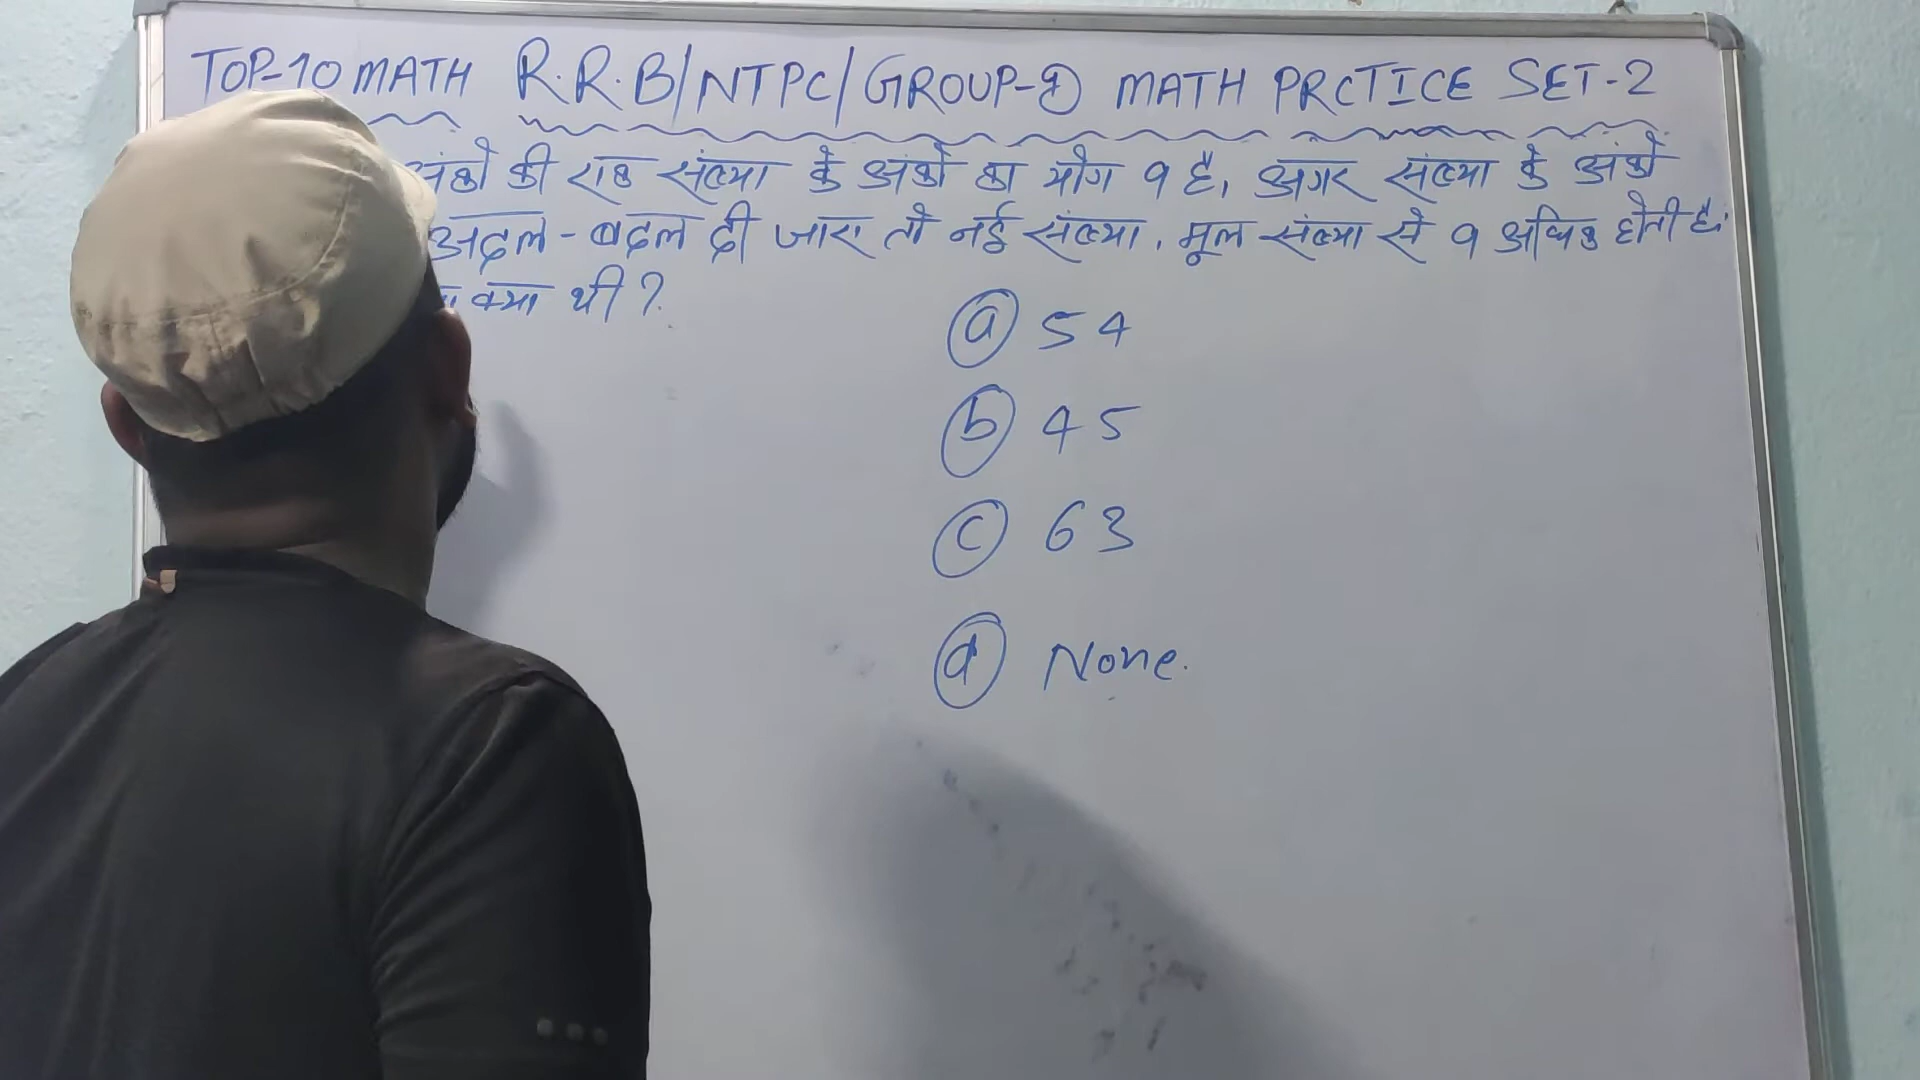 TOP-10 MATH R.R.B/NTPC/GROUP-D MATH PRCTICE SET-2
अंको की एक संख्या के अंको का योग 9 है, अगर संख्या के अंको
अदल-बदल दी जाए तो नई संख्या, मूल संख्या से 9 अधिक होती है।
क्या थी?
(a) 54
(b) 45
(c) 63
(d) None.